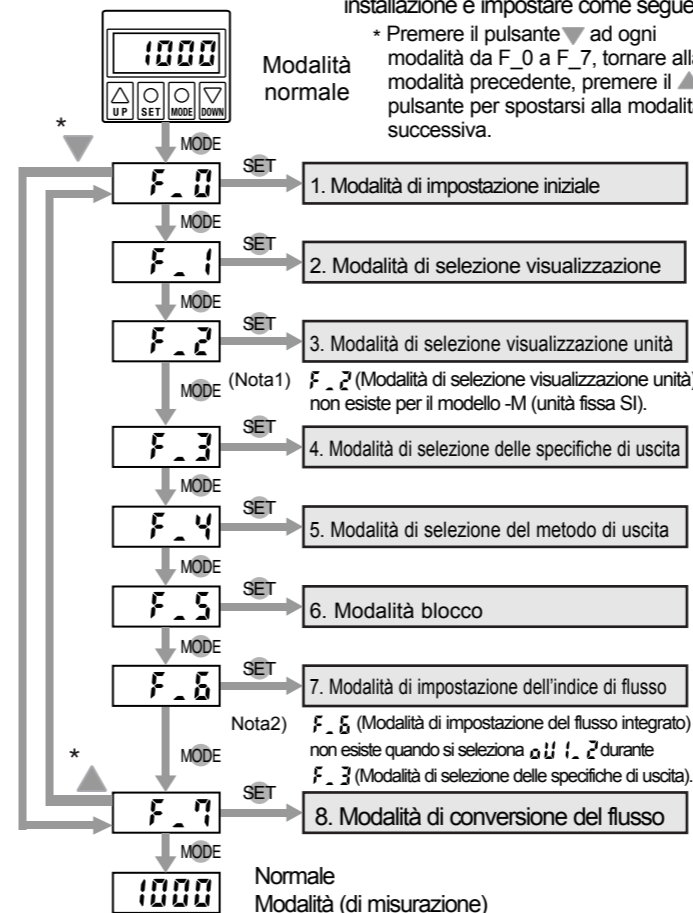 installazione e impostare come segue
* Premere il pulsante▼ ad ogni
modalità da F_0 a F_7, tornare alla
modalità precedente, premere il ▲
pulsante per spostarsi alla modalità
successiva.
1000
Modalità
normale
UP SET MODE DOWN
*
MODE
F_0
SET
1. Modalità di impostazione iniziale
MODE
F_1
SET
2. Modalità di selezione visualizzazione
MODE
F_2
SET
3. Modalità di selezione visualizzazione unità
MODE
(Nota1) F_2 (Modalità di selezione visualizzazione unità)
non esiste per il modello -M (unità fissa SI).
F_3
SET
4. Modalità di selezione delle specifiche di uscita
MODE
F_4
SET
5. Modalità di selezione del metodo di uscita
MODE
F_5
SET
6. Modalità blocco
MODE
F_6
SET
7. Modalità di impostazione dell'indice di flusso
Nota2) F_6 (Modalità di impostazione del flusso integrato)
non esiste quando si seleziona oU1_2 durante
F_3 (Modalità di selezione delle specifiche di uscita).
*
MODE
F_7
SET
8. Modalità di conversione del flusso
MODE
1000
Normale
Modalità (di misurazione)